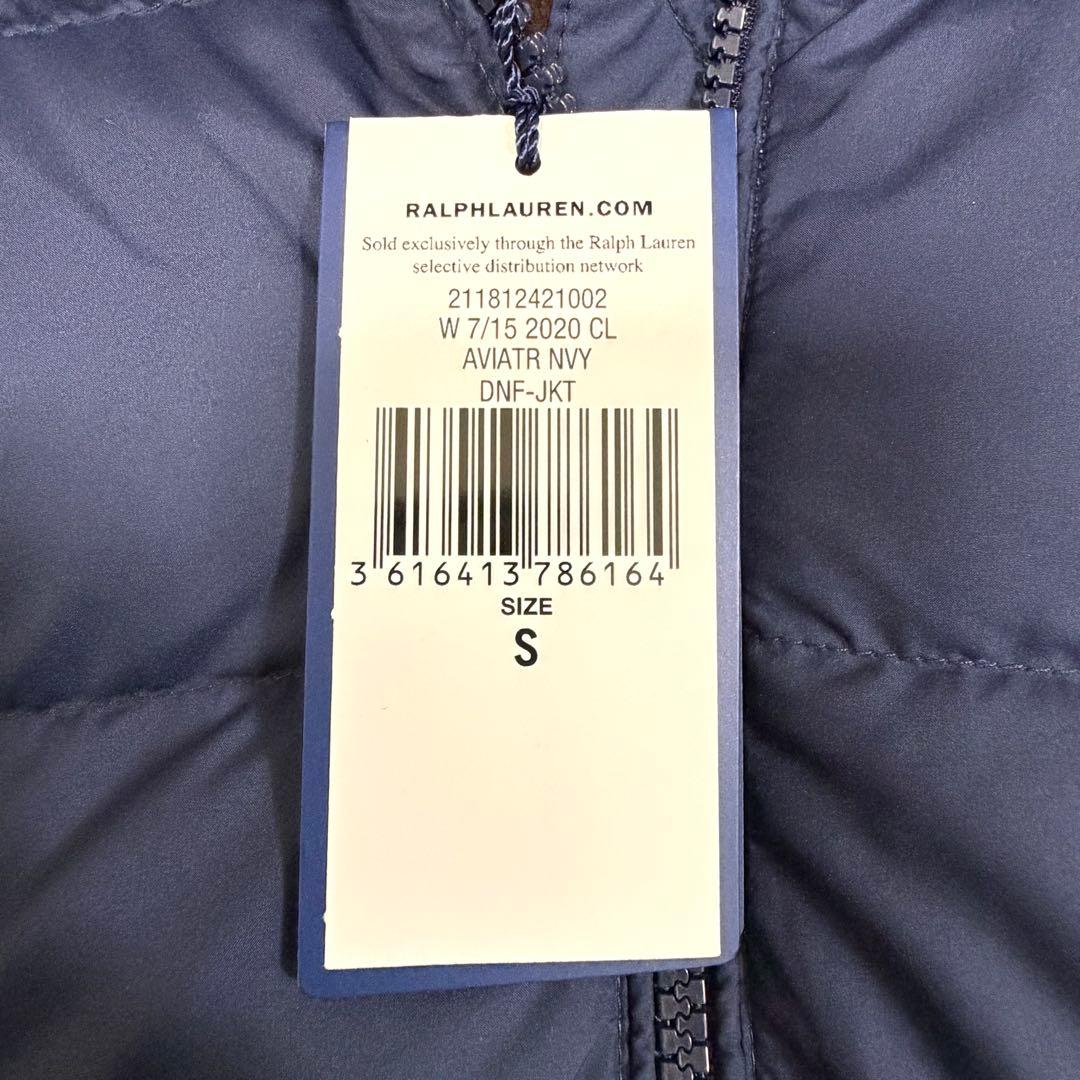 RALPHLAUREN.COM
Sold exclusively through the Ralph Lauren
selective distribution network
211812421002
W 7/15 2020 CL
AVIATR NVY
DNF-JKT
3 616413 786164
SIZE
S